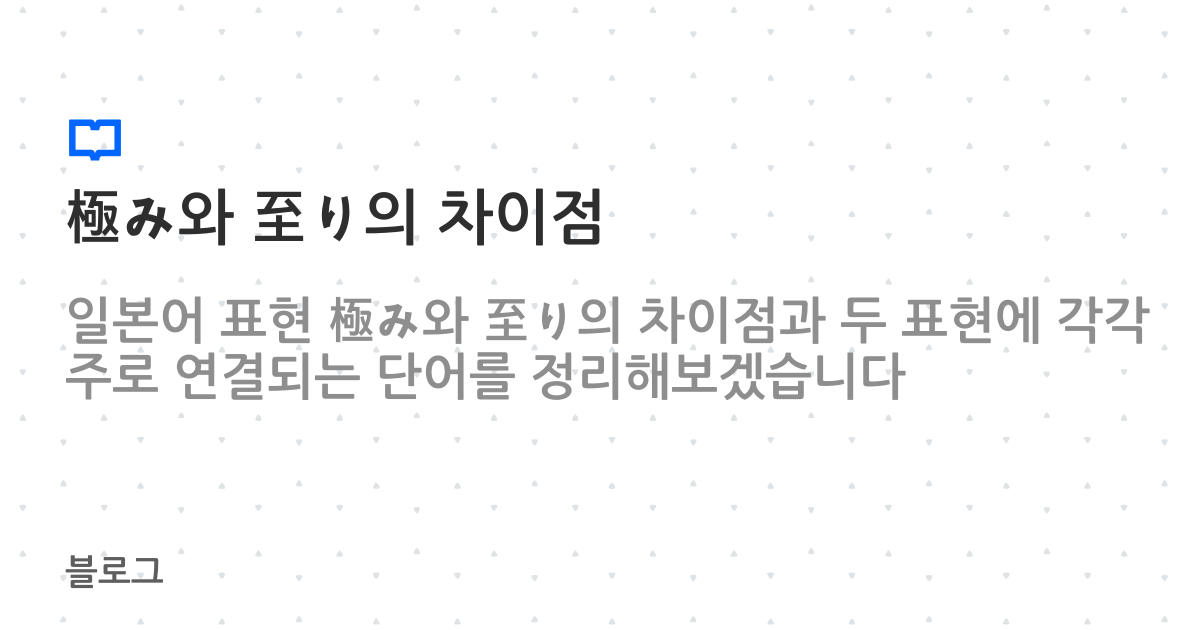 極み와 至り의 차이점
일본어 표현 極み와 至り의 차이점과 두 표현에 각각
주로 연결되는 단어를 정리해보겠습니다
블로그